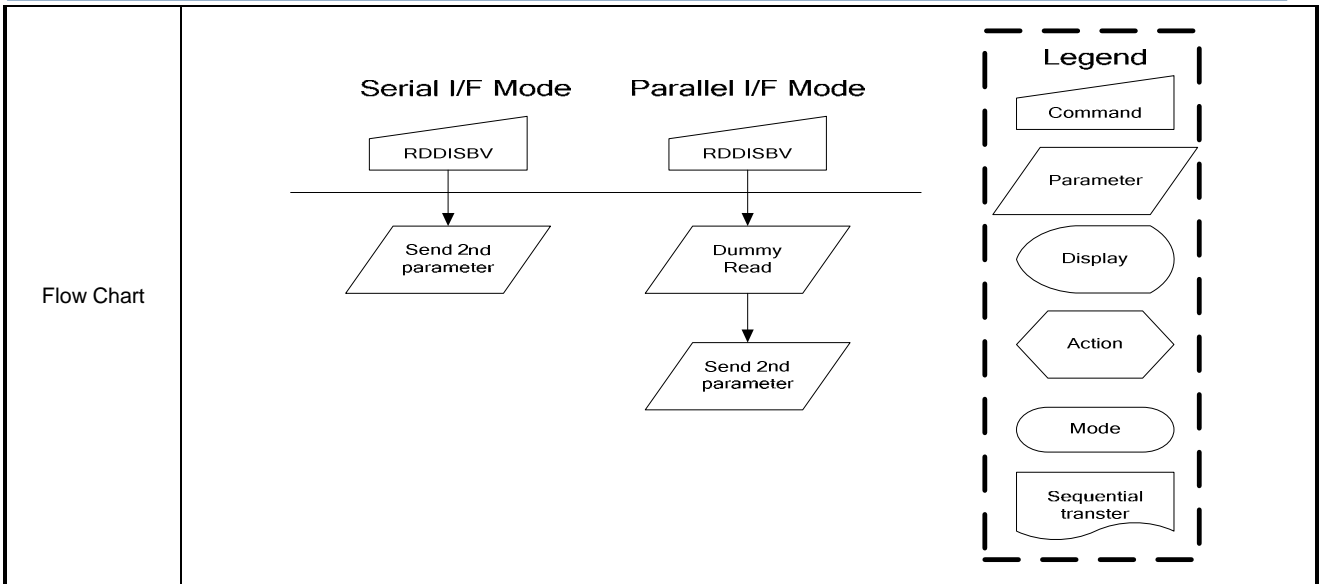 Flow Chart
Serial I/F Mode
RDDISBV
Send 2nd
parameter
Parallel I/F Mode
RDDISBV
Dummy
Read
Send 2nd
parameter
Legend
Command
Parameter
Display
Action
Mode
Sequential
transter